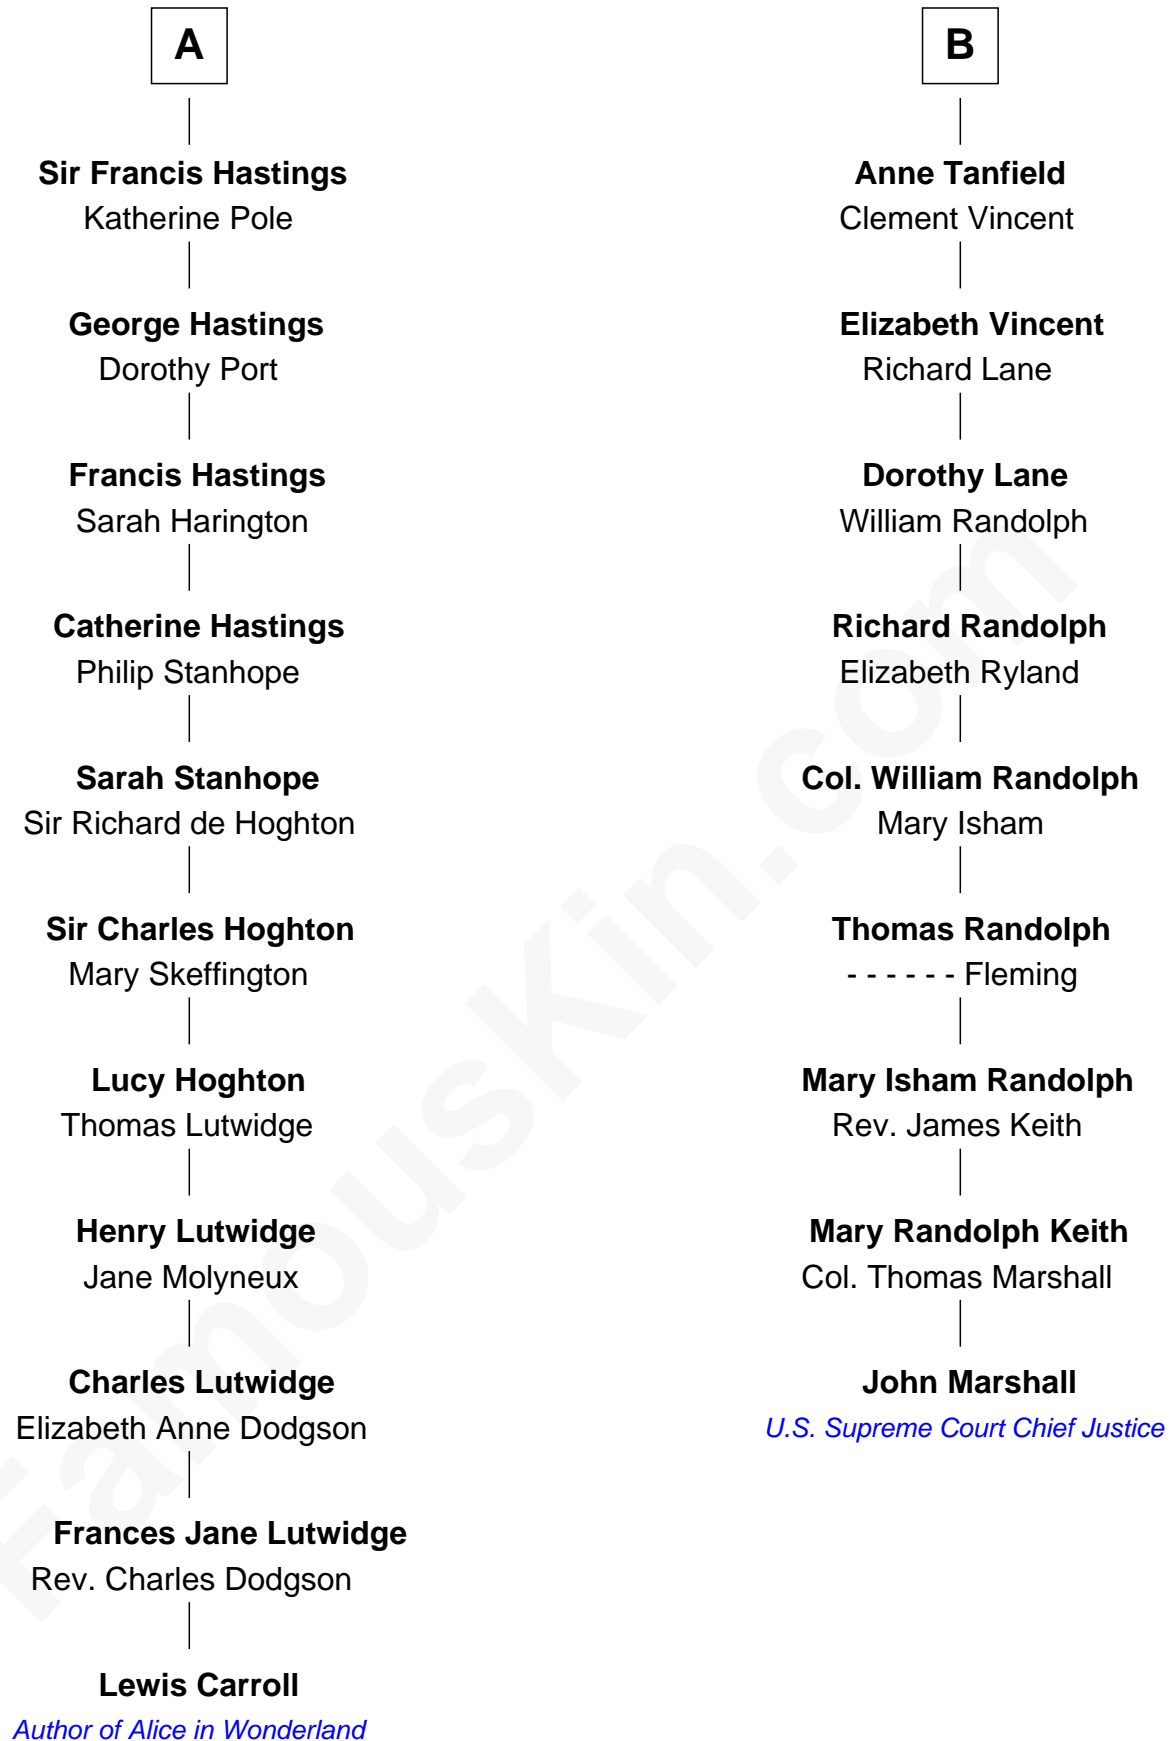 A
Sir Francis Hastings
Katherine Pole
George Hastings
Dorothy Port
Francis Hastings
Sarah Harington
Catherine Hastings
Philip Stanhope
Sarah Stanhope
Sir Richard de Hoghton
Sir Charles Hoghton
Mary Skeffington
Lucy Hoghton
Thomas Lutwidge
Henry Lutwidge
Jane Molyneux
Charles Lutwidge
Elizabeth Anne Dodgson
Frances Jane Lutwidge
Rev. Charles Dodgson
Lewis Carroll
Author of Alice in Wonderland
B
Anne Tanfield
Clement Vincent
Elizabeth Vincent
Richard Lane
Dorothy Lane
William Randolph
Richard Randolph
Elizabeth Ryland
Col. William Randolph
Mary Isham
Thomas Randolph
- - - - - - Fleming
Mary Isham Randolph
Rev. James Keith
Mary Randolph Keith
Col. Thomas Marshall
John Marshall
U.S. Supreme Court Chief Justice
FamousKin.com